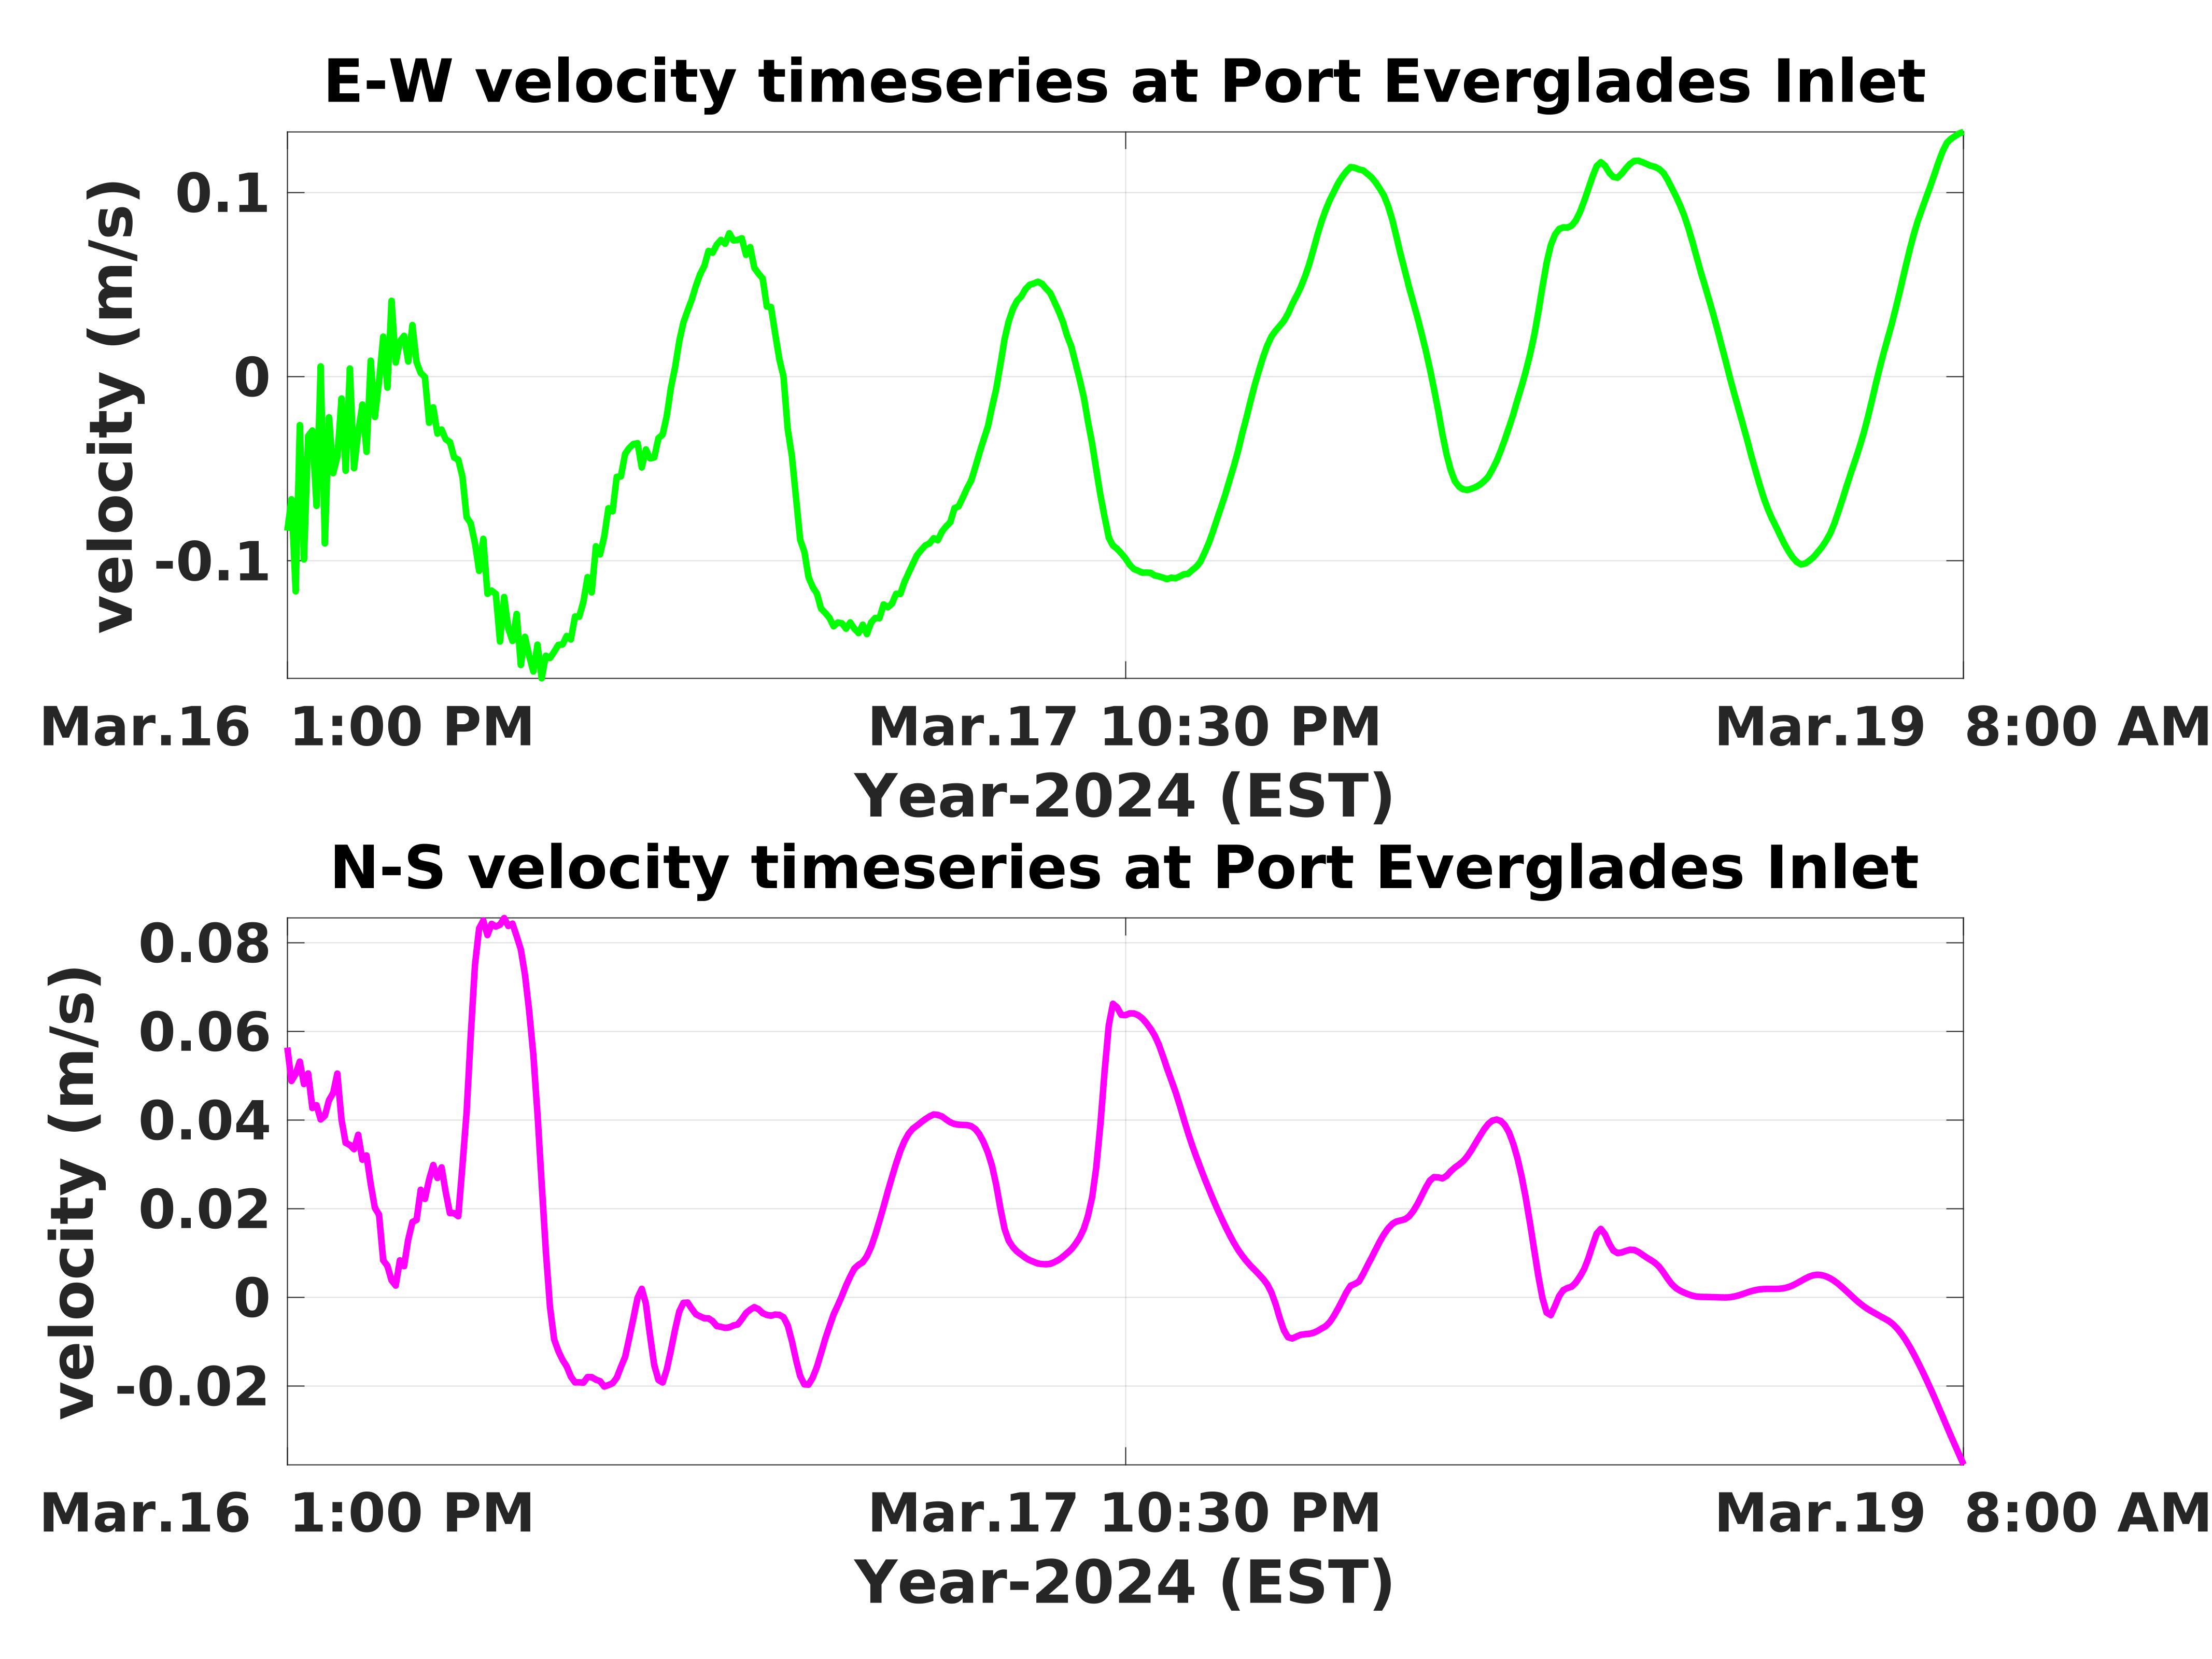 E-W velocity timeseries at Port Everglades Inlet
velocity (m/s)
0.1
0
-0.1
Mar.16  1:00 PM
Mar.17 10:30 PM
Mar.19  8:00 AM
Year-2024 (EST)
N-S velocity timeseries at Port Everglades Inlet
velocity (m/s)
0.08
0.06
0.04
0.02
0
-0.02
Mar.16  1:00 PM
Mar.17 10:30 PM
Mar.19  8:00 AM
Year-2024 (EST)